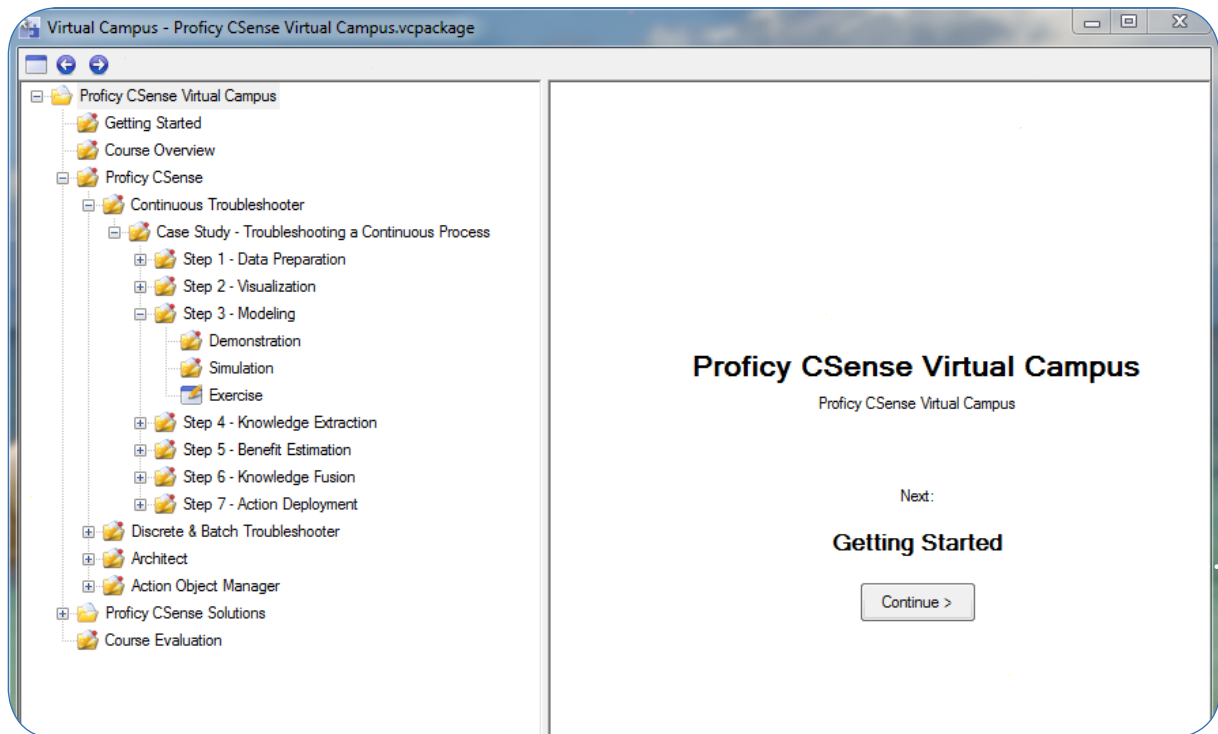 Virtual Campus - Proficy CSense Virtual Campus.vcpackage
Proficy CSense Virtual Campus
Getting Started
Course Overview
Proficy CSense
Continuous Troubleshooter
Case Study - Troubleshooting a Continuous Process
Step 1 - Data Preparation
Step 2 - Visualization
Step 3 - Modeling
Demonstration
Simulation
Exercise
Step 4 - Knowledge Extraction
Step 5 - Benefit Estimation
Step 6 - Knowledge Fusion
Step 7 - Action Deployment
Discrete & Batch Troubleshooter
Architect
Action Object Manager
Proficy CSense Solutions
Course Evaluation
Proficy CSense Virtual Campus
Proficy CSense Virtual Campus
Next:
Getting Started
Continue >